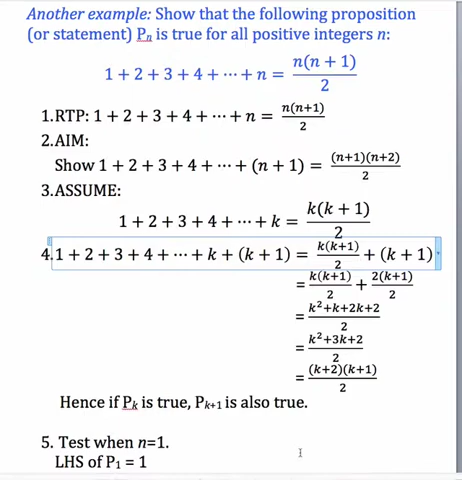 Another example: Show that the following proposition
(or statement) Pₙ is true for all positive integers n:
1 + 2 + 3 + 4 + ⋯ + n = n(n + 1)/2
1.RTP: 1 + 2 + 3 + 4 + ⋯ + n = n(n+1)/2
2.AIM:
Show 1 + 2 + 3 + 4 + ⋯ + (n + 1) = (n+1)(n+2)/2
3.ASSUME:
1 + 2 + 3 + 4 + ⋯ + k = k(k + 1)/2
4.1 + 2 + 3 + 4 + ⋯ + k + (k + 1) = k(k+1)/2 + (k + 1)
= k(k+1)/2 + 2(k+1)/2
= k²+k+2k+2/2
= k²+3k+2/2
= (k+2)(k+1)/2
Hence if Pₖ is true, Pₖ₊₁ is also true.
5. Test when n=1.
LHS of P₁ = 1